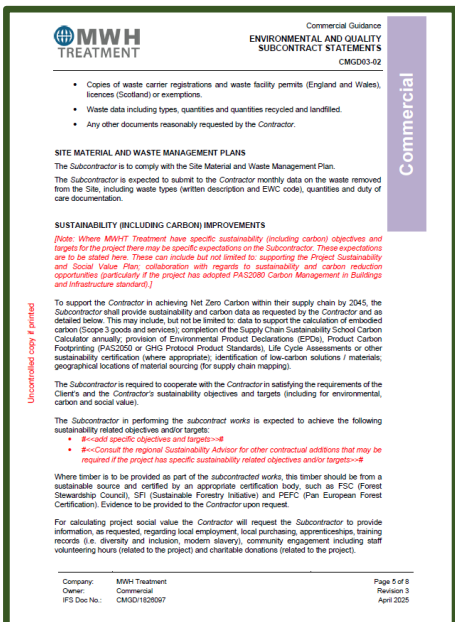 MWH
TREATMENT
Commercial Guidance
ENVIRONMENTAL AND QUALITY
SUBCONTRACT STATEMENTS
CMGD03-02
Commercial
• Copies of waste carrier registrations and waste facility permits (England and Wales),
licences (Scotland) or exemptions.
• Waste data including types, quantities and quantities recycled and landfilled.
• Any other documents reasonably requested by the Contractor.
SITE MATERIAL AND WASTE MANAGEMENT PLANS
The Subcontractor is to comply with the Site Material and Waste Management Plan.
The Subcontractor is expected to submit to the Contractor monthly data on the waste removed
from the Site, including waste types (written description and EWC code), quantities and duty of
care documentation.
SUSTAINABILITY (INCLUDING CARBON) IMPROVEMENTS
[Note: Where MWHT Treatment have specific sustainability (including carbon) objectives and
targets for the project there may be specific expectations on the Subcontractor. These expectations
are to be stated here. These can include but not limited to: supporting the Project Sustainability
and Social Value Plan; collaboration with regards to sustainability and carbon reduction
opportunities (particularly if the project has adopted PAS2080 Carbon Management in Buildings
and Infrastructure standard).]
Uncontrolled copy if printed
To support the Contractor in achieving Net Zero Carbon within their supply chain by 2045, the
Subcontractor shall provide sustainability and carbon data as requested by the Contractor and as
detailed below. This may include, but not be limited to: data to support the calculation of embodied
carbon (Scope 3 goods and services); completion of the Supply Chain Sustainability School Carbon
Calculator annually; provision of Environmental Product Declarations (EPDs), Product Carbon
Footprinting (PAS2050 or GHG Protocol Product Standards), Life Cycle Assessments or other
sustainability certification (where appropriate); identification of low-carbon solutions / materials;
geographical locations of material sourcing (for supply chain mapping).
The Subcontractor is required to cooperate with the Contractor in satisfying the requirements of the
Client's and the Contractor's sustainability objectives and targets (including for environmental,
carbon and social value).
The Subcontractor in performing the subcontract works is expected to achieve the following
sustainability related objectives and/or targets:
• #<<add specific objectives and targets>>#
• #<<Consult the regional Sustainability Advisor for other contractual additions that may be
required if the project has specific sustainability related objectives and/or targets>>#
Where timber is to be provided as part of the subcontracted works, this timber should be from a
sustainable source and certified by an appropriate certification body, such as FSC (Forest
Stewardship Council), SFI (Sustainable Forestry Initiative) and PEFC (Pan European Forest
Certification). Evidence to be provided to the Contractor upon request.
For calculating project social value the Contractor will request the Subcontractor to provide
information, as requested, regarding local employment, local purchasing, apprenticeships, training
records (i.e. diversity and inclusion, modern slavery), community engagement including staff
volunteering hours (related to the project) and charitable donations (related to the project).
Company: MWH Treatment Page 5 of 8
Owner: Commercial Revision 3
IFS Doc No.: CMGD/1826097 April 2025